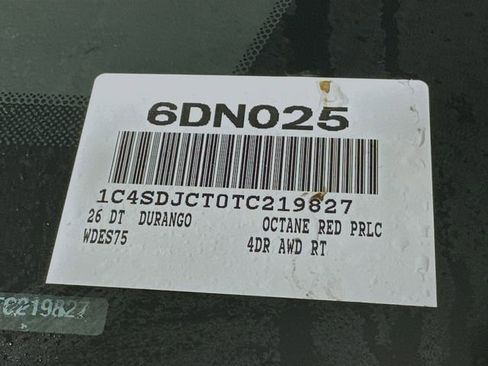 6DN025
1C4SDJCT0TC219827
26 DT DURANGO OCTANE RED PRLC
WDES75 4DR AWD RT
TC219827